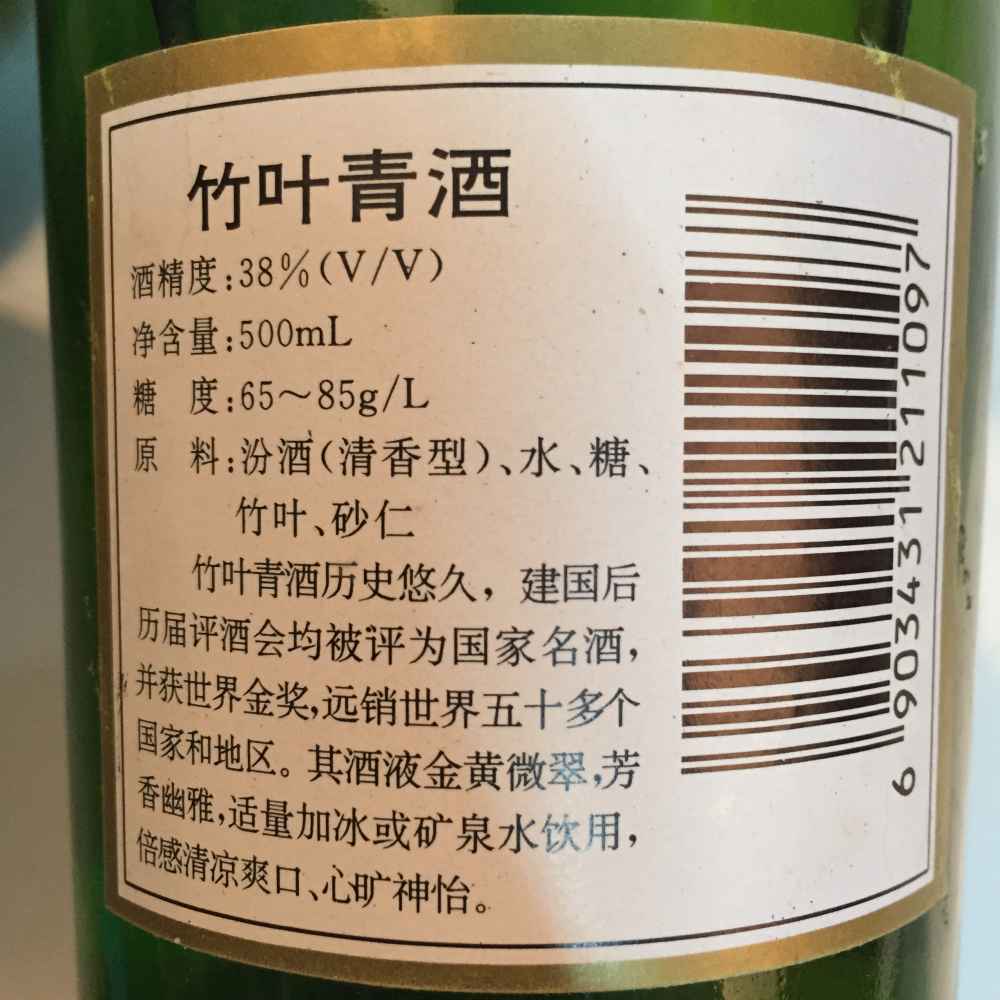 竹叶青酒
酒精度:38%(V/V)
净含量:500mL
糖　度:65～85g/L
原　料:汾酒(清香型)、水、糖、
竹叶、砂仁
竹叶青酒历史悠久，建国后
历届评酒会均被评为国家名酒，
并获世界金奖,远销世界五十多个
国家和地区。其酒液金黄微翠,芳
香幽雅,适量加冰或矿泉水饮用，
倍感清凉爽口、心旷神怡。
6 903431 211097